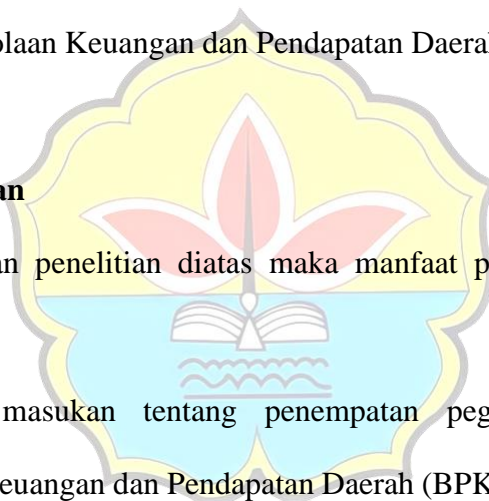 olaan Keuangan dan Pendapatan Daerah
an
an penelitian diatas maka manfaat p
masukan tentang penempatan peg
euangan dan Pendapatan Daerah (BPK